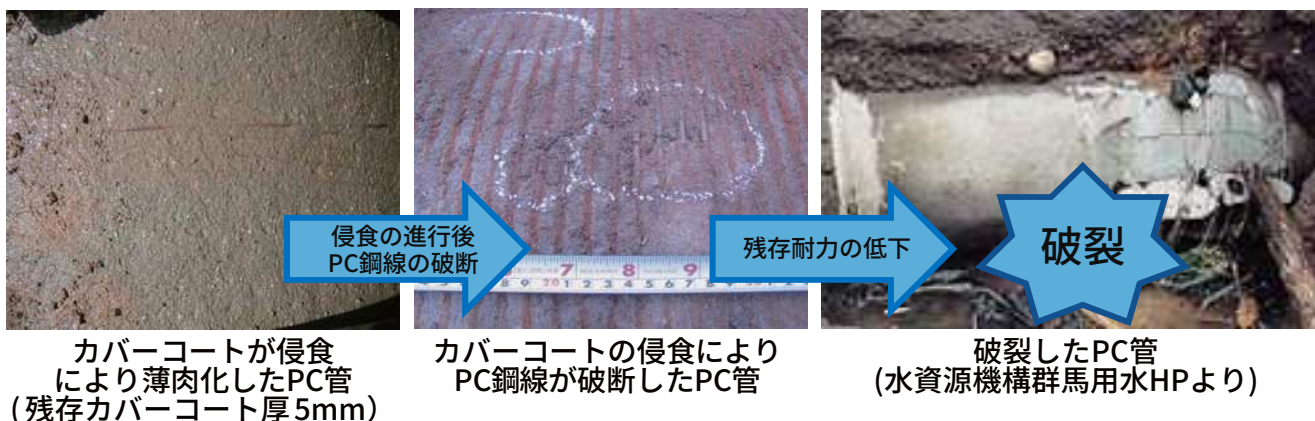 侵食の進行後
PC鋼線の破断
残存耐力の低下
破裂
7 8 9
カバーコートが侵食
により薄肉化したPC管
(残存カバーコート厚5mm）
カバーコートの侵食により
PC鋼線が破断したPC管
破裂したPC管
(水資源機構群馬用水HPより)